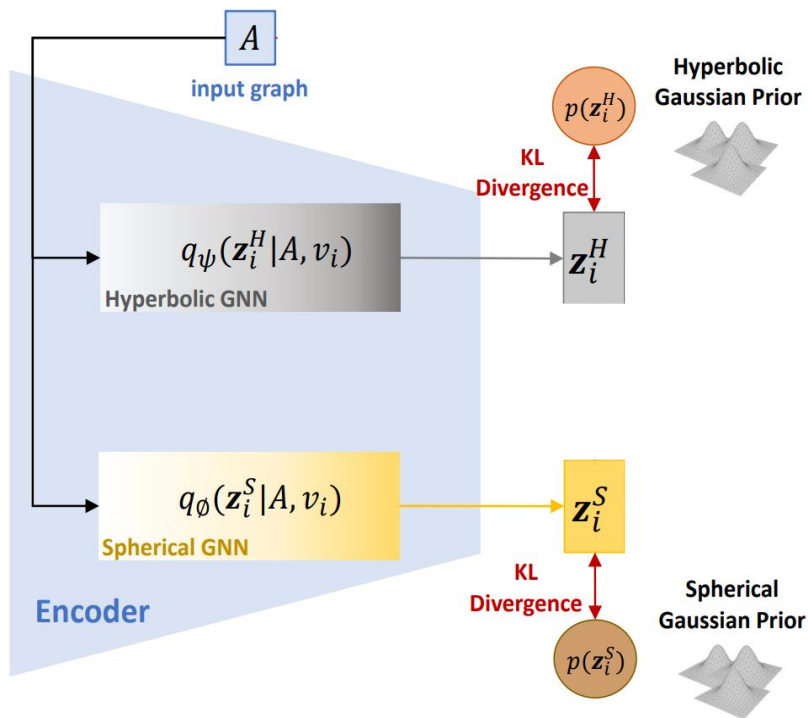 A
input graph
Hyperbolic
Gaussian Prior
p(z_i^H)
KL
Divergence
q_ψ(z_i^H|A, v_i)
Hyperbolic GNN
z_i^H
q_∅(z_i^S|A, v_i)
Spherical GNN
z_i^S
KL
Divergence
Encoder
Spherical
Gaussian Prior
p(z_i^S)